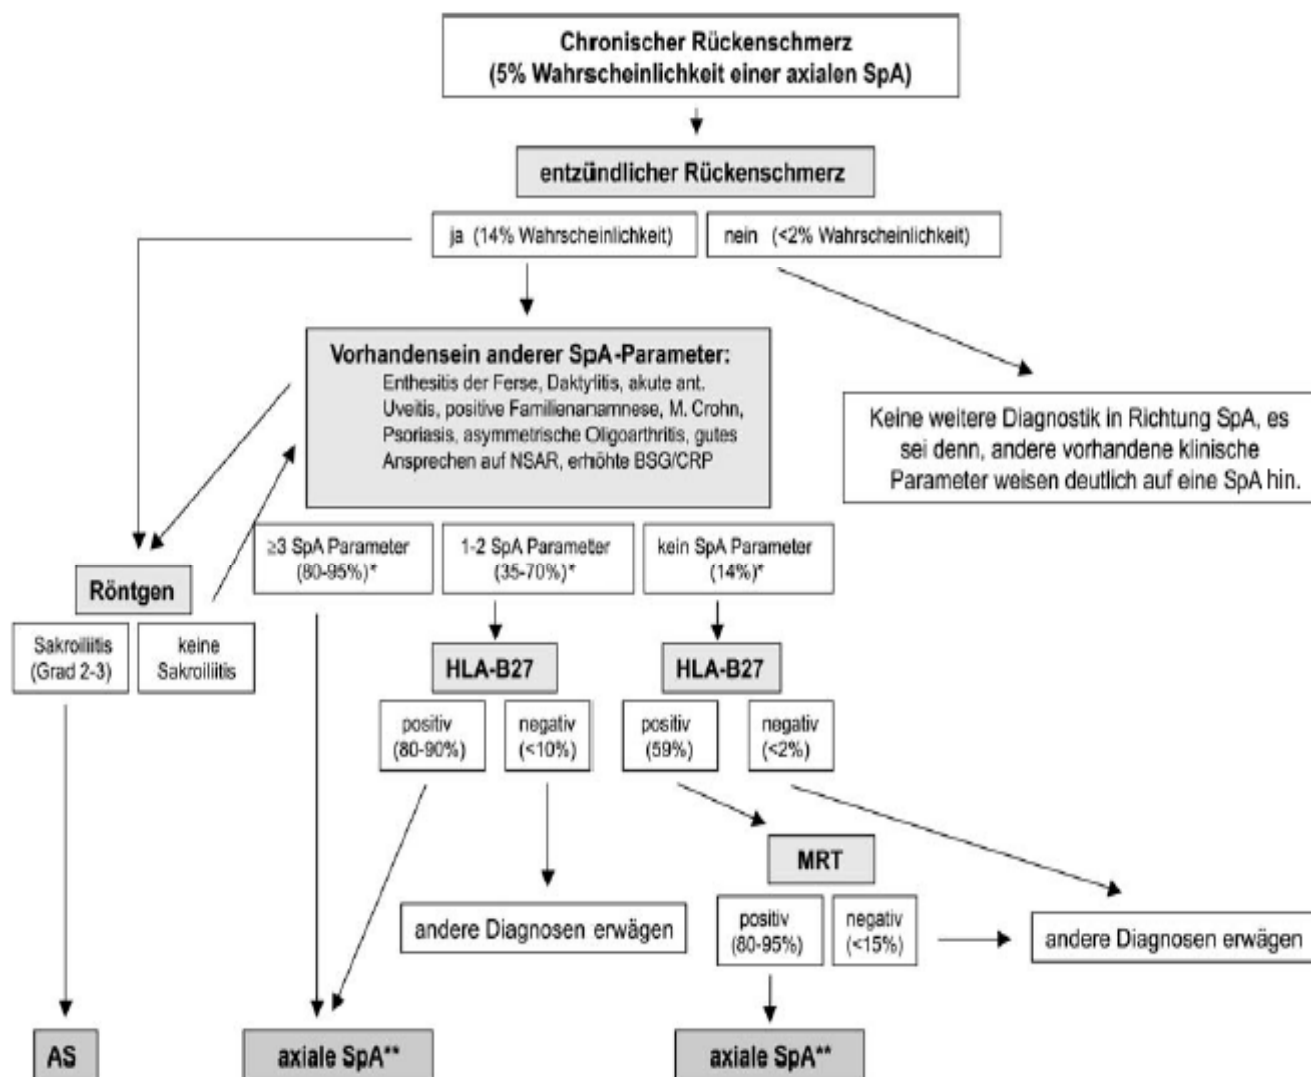 Chronischer Rückenschmerz
(5% Wahrscheinlichkeit einer axialen SpA)
entzündlicher Rückenschmerz
ja (14% Wahrscheinlichkeit)
nein (<2% Wahrscheinlichkeit)
Vorhandensein anderer SpA-Parameter:
Enthesitis der Ferse, Daktylitis, akute ant.
Uveitis, positive Familienanamnese, M. Crohn,
Psoriasis, asymmetrische Oligoarthritis, gutes
Ansprechen auf NSAR, erhöhte BSG/CRP
Keine weitere Diagnostik in Richtung SpA, es
sei denn, andere vorhandene klinische
Parameter weisen deutlich auf eine SpA hin.
≥3 SpA Parameter
(80-95%)*
1-2 SpA Parameter
(35-70%)*
kein SpA Parameter
(14%)*
Röntgen
Sakroiliitis
(Grad 2-3)
keine
Sakroiliitis
HLA-B27
HLA-B27
positiv
(80-90%)
negativ
(<10%)
positiv
(59%)
negativ
(<2%)
MRT
positiv
(80-95%)
negativ
(<15%)
andere Diagnosen erwägen
andere Diagnosen erwägen
AS
axiale SpA**
axiale SpA**